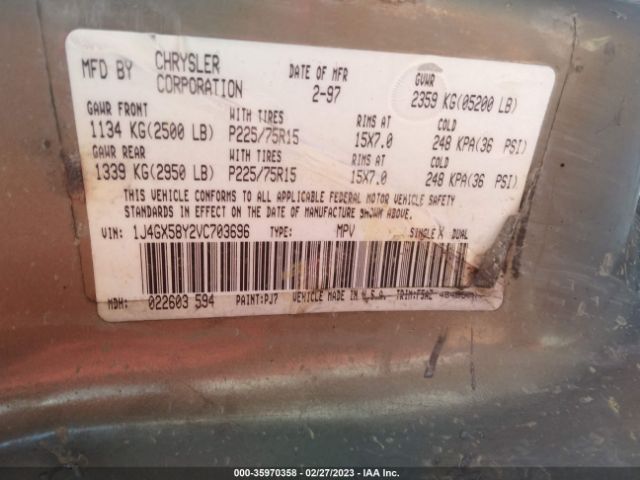 MFD BY CHRYSLER CORPORATION DATE OF MFR 2-97 GVWR 2359 KG(05200 LB)
GAWR FRONT WITH TIRES RIMS AT COLD
1134 KG(2500 LB) P225/75R15 15X7.0 248 KPA(36 PSI)
GAWR REAR WITH TIRES RIMS AT COLD
1339 KG(2950 LB) P225/75R15 15X7.0 248 KPA(36 PSI)
THIS VEHICLE CONFORMS TO ALL APPLICABLE FEDERAL MOTOR VEHICLE SAFETY
STANDARDS IN EFFECT ON THE DATE OF MANUFACTURE SHOWN ABOVE.
VIN: 1J4GX58Y2VC703696 TYPE: MPV SINGLE X DUAL
MDH: 022603 594 PAINT:PJ7 VEHICLE MADE IN U.S.A. TRIM:F5AZ
000-35970358 | 02/27/2023 | IAA Inc.